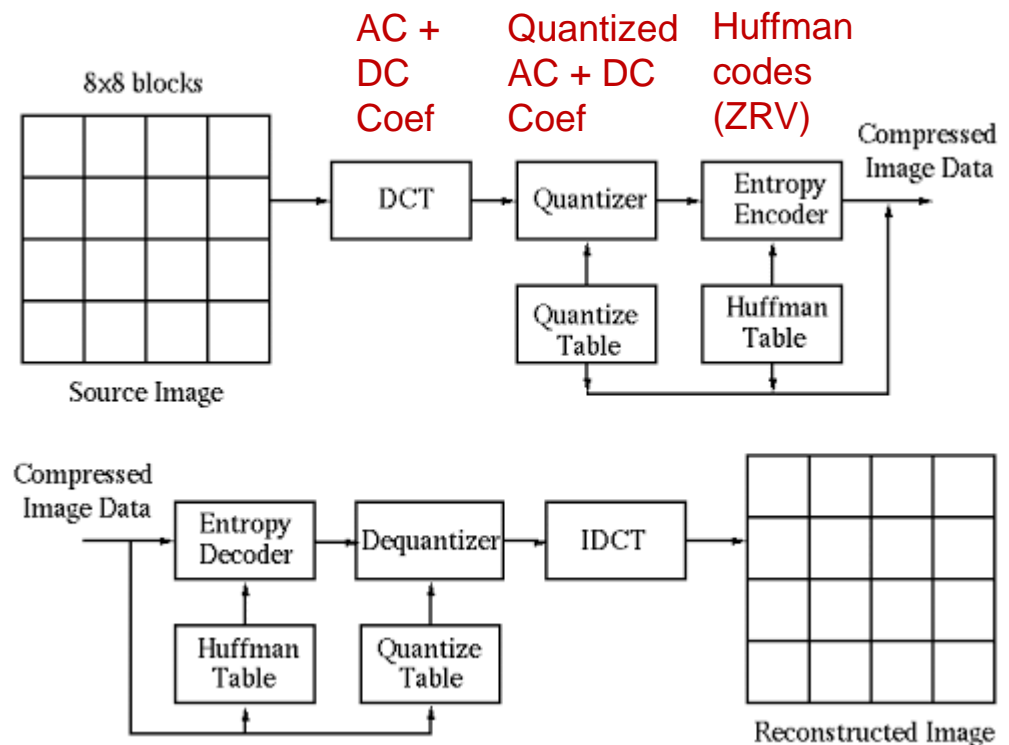 AC +
DC
Coef
Quantized
AC + DC
Coef
Huffman
codes
(ZRV)
8x8 blocks
Compressed
Image Data
DCT
Quantizer
Entropy
Encoder
Quantize
Table
Huffman
Table
Source Image
Compressed
Image Data
Entropy
Decoder
Dequantizer
IDCT
Huffman
Table
Quantize
Table
Reconstructed Image